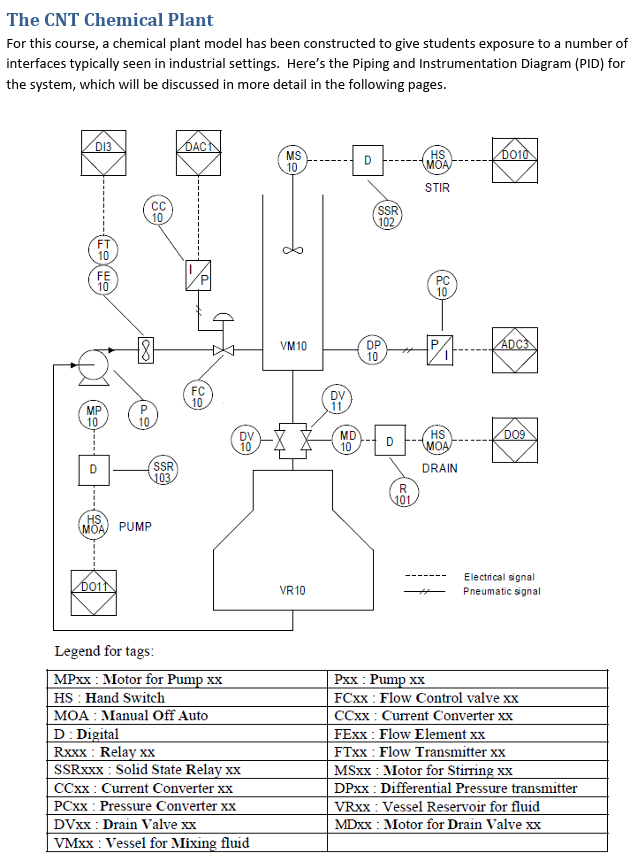 The CNT Chemical Plant
For this course, a chemical plant model has been constructed to give students exposure to a number of
interfaces typically seen in industrial settings.  Here's the Piping and Instrumentation Diagram (PID) for
the system, which will be discussed in more detail in the following pages.
DI3
DAC1
MS
10
D
HS
MOA
DO10
STIR
CC
10
SSR
102
FT
10
FE
10
I
P
PC
10
VM10
DP
10
P
I
ADC3
FC
10
MP
10
P
10
DV
11
DV
10
MD
10
D
HS
MOA
DO9
DRAIN
D
SSR
103
R
101
HS
MOA
PUMP
DO11
VR10
Electrical signal
Pneumatic signal
Legend for tags:
MPxx : Motor for Pump xx
Pxx : Pump xx
HS : Hand Switch
FCxx : Flow Control valve xx
MOA : Manual Off Auto
CCxx : Current Converter xx
D : Digital
FExx : Flow Element xx
Rxxx : Relay xx
FTxx : Flow Transmitter xx
SSRxxx : Solid State Relay xx
MSxx : Motor for Stirring xx
CCxx : Current Converter xx
DPxx : Differential Pressure transmitter
PCxx : Pressure Converter xx
VRxx : Vessel Reservoir for fluid
DVxx : Drain Valve xx
MDxx : Motor for Drain Valve xx
VMxx : Vessel for Mixing fluid